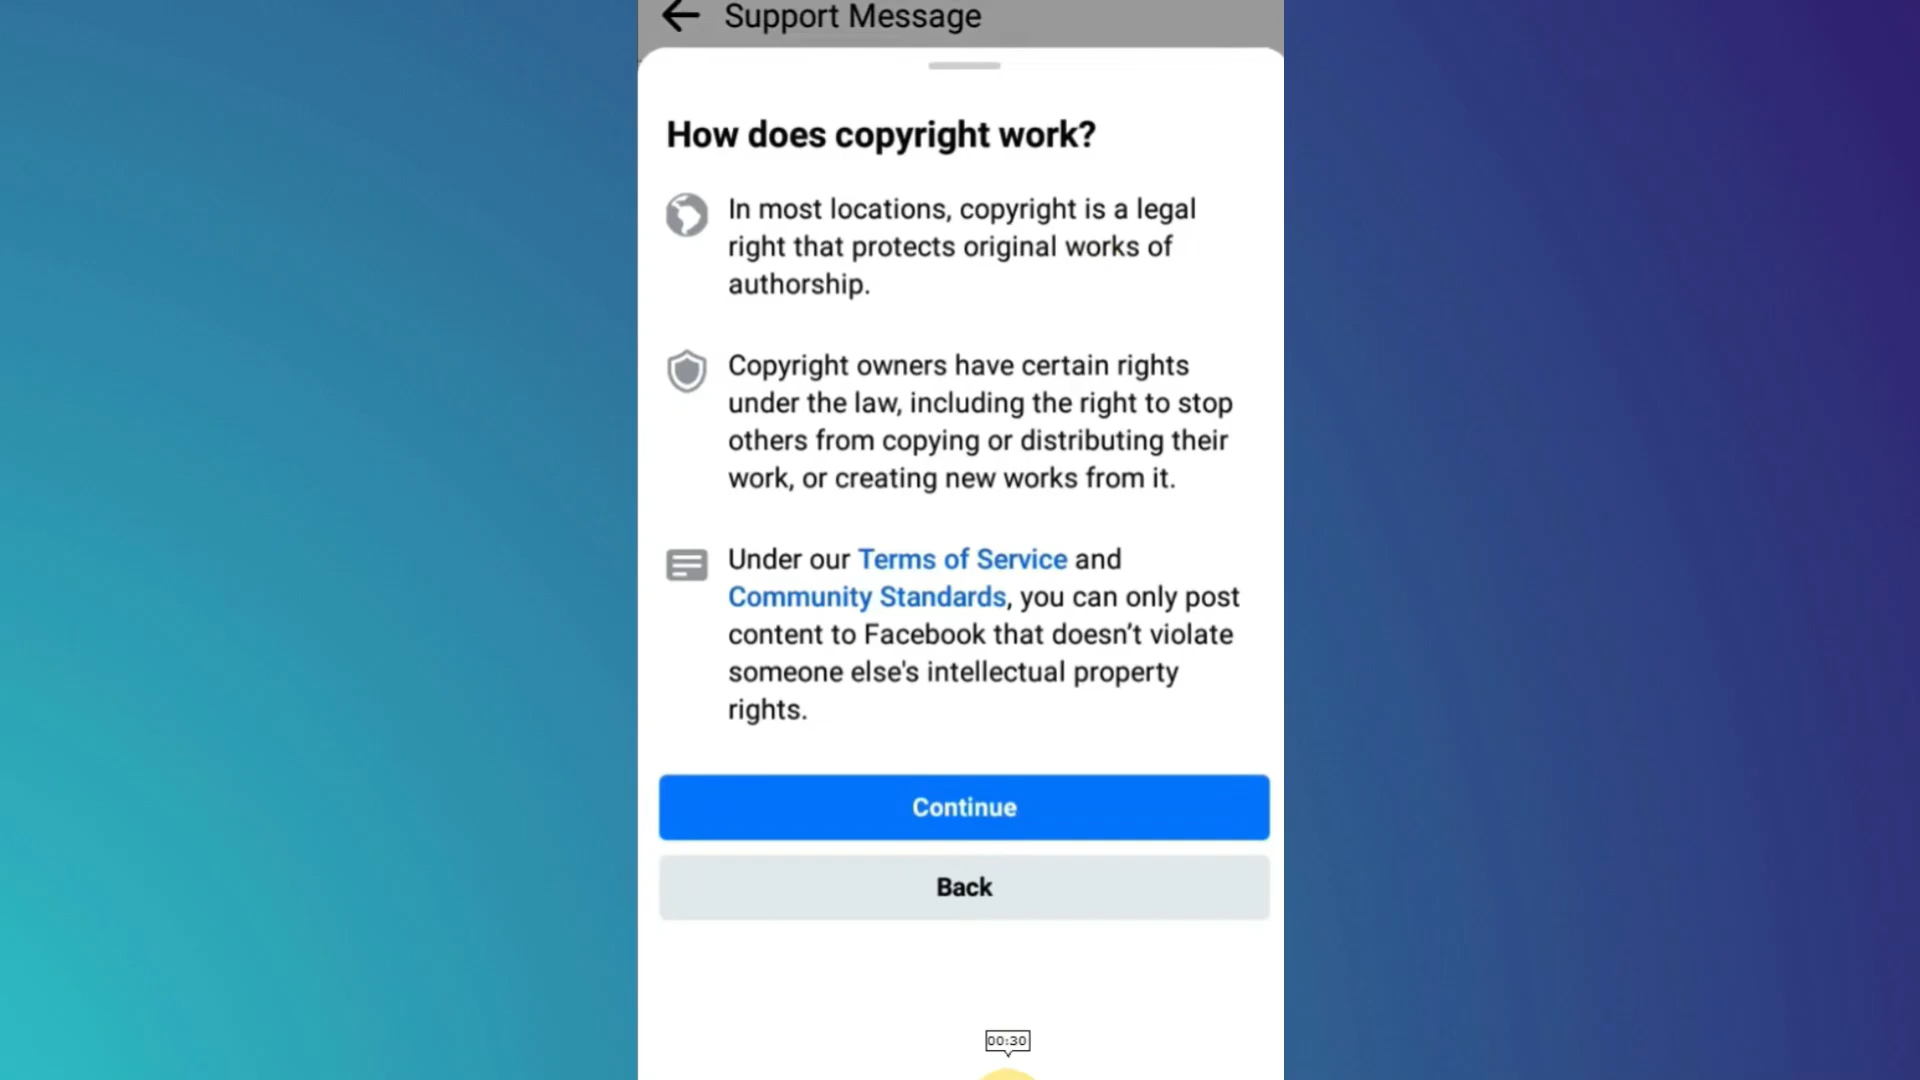 Support Message
How does copyright work?
In most locations, copyright is a legal
right that protects original works of
authorship.
Copyright owners have certain rights
under the law, including the right to stop
others from copying or distributing their
work, or creating new works from it.
Under our Terms of Service and
Community Standards, you can only post
content to Facebook that doesn’t violate
someone else's intellectual property
rights.
Continue
Back
00:30